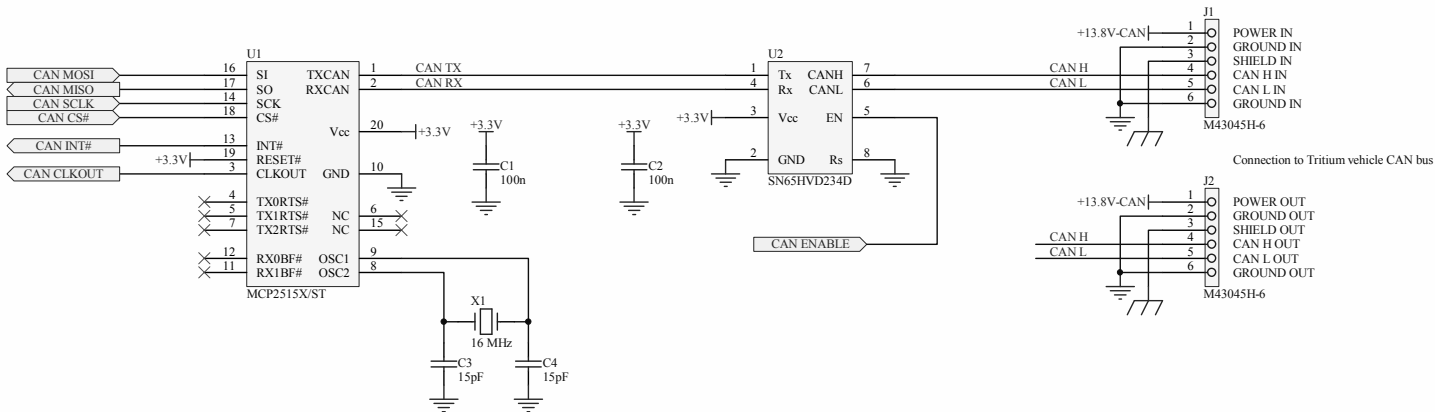 U1
CAN MOSI 16 SI TXCAN 1 CAN TX
CAN MISO 17 SO RXCAN 2 CAN RX
CAN SCLK 14 SCK
CAN CS# 18 CS#
Vcc 20 +3.3V
CAN INT# 13 INT#
+3.3V 19 RESET#
CAN CLKOUT 3 CLKOUT GND 10
4 TX0RTS#
5 TX1RTS# NC 6
7 TX2RTS# NC 15
12 RX0BF# OSC1 9
11 RX1BF# OSC2 8
MCP2515X/ST
X1
16 MHz
C3
15pF
C4
15pF
+3.3V
C1
100n
+3.3V
C2
100n
U2
1 Tx CANH 7 CAN H
4 Rx CANL 6 CAN L
+3.3V 3 Vcc EN 5
2 GND Rs 8
SN65HVD234D
CAN ENABLE
J1
+13.8V-CAN 1 POWER IN
2 GROUND IN
3 SHIELD IN
4 CAN H IN
5 CAN L IN
6 GROUND IN
M43045H-6
Connection to Tritium vehicle CAN bus
J2
+13.8V-CAN 1 POWER OUT
2 GROUND OUT
3 SHIELD OUT
CAN H 4 CAN H OUT
CAN L 5 CAN L OUT
6 GROUND OUT
M43045H-6